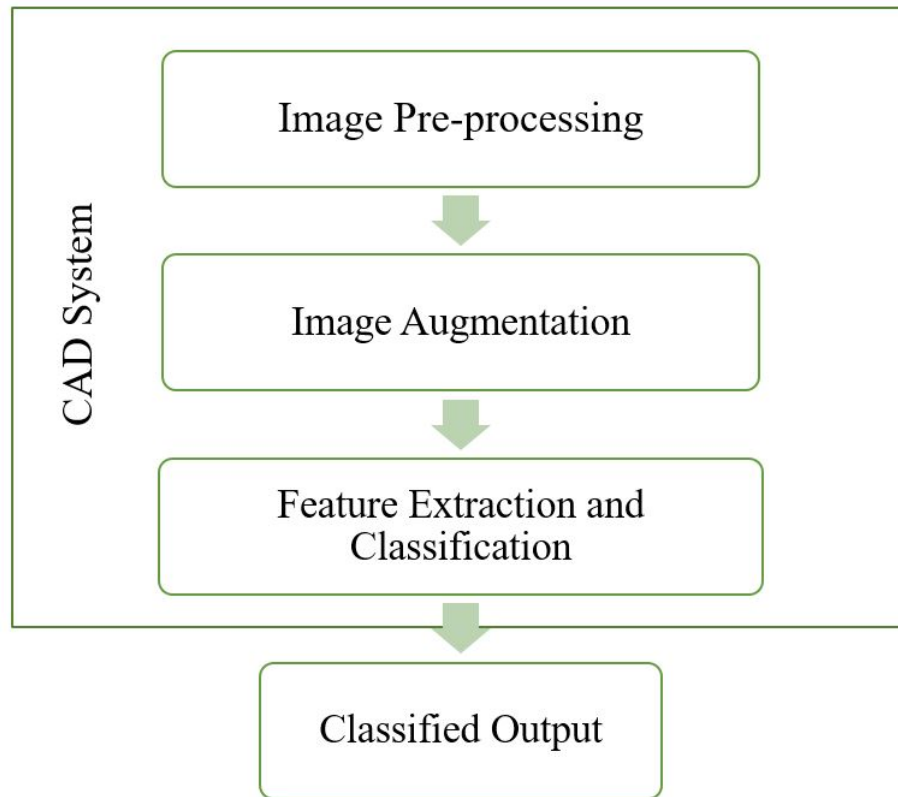 CAD System
Image Pre-processing
Image Augmentation
Feature Extraction and
Classification
Classified Output